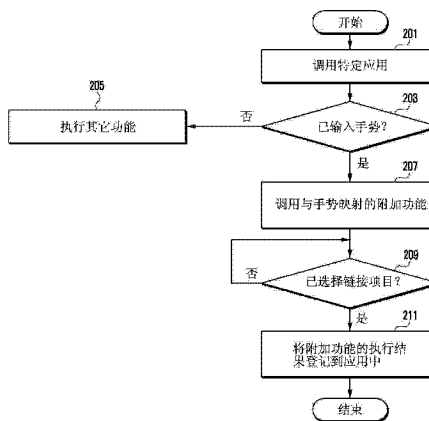 开始
201
调用特定应用
205
203
执行其它功能
否
已输入手势?
是
207
调用与手势映射的附加功能
209
否
已选择链接项目?
是
211
将附加功能的执行结
果登记到应用中
结束